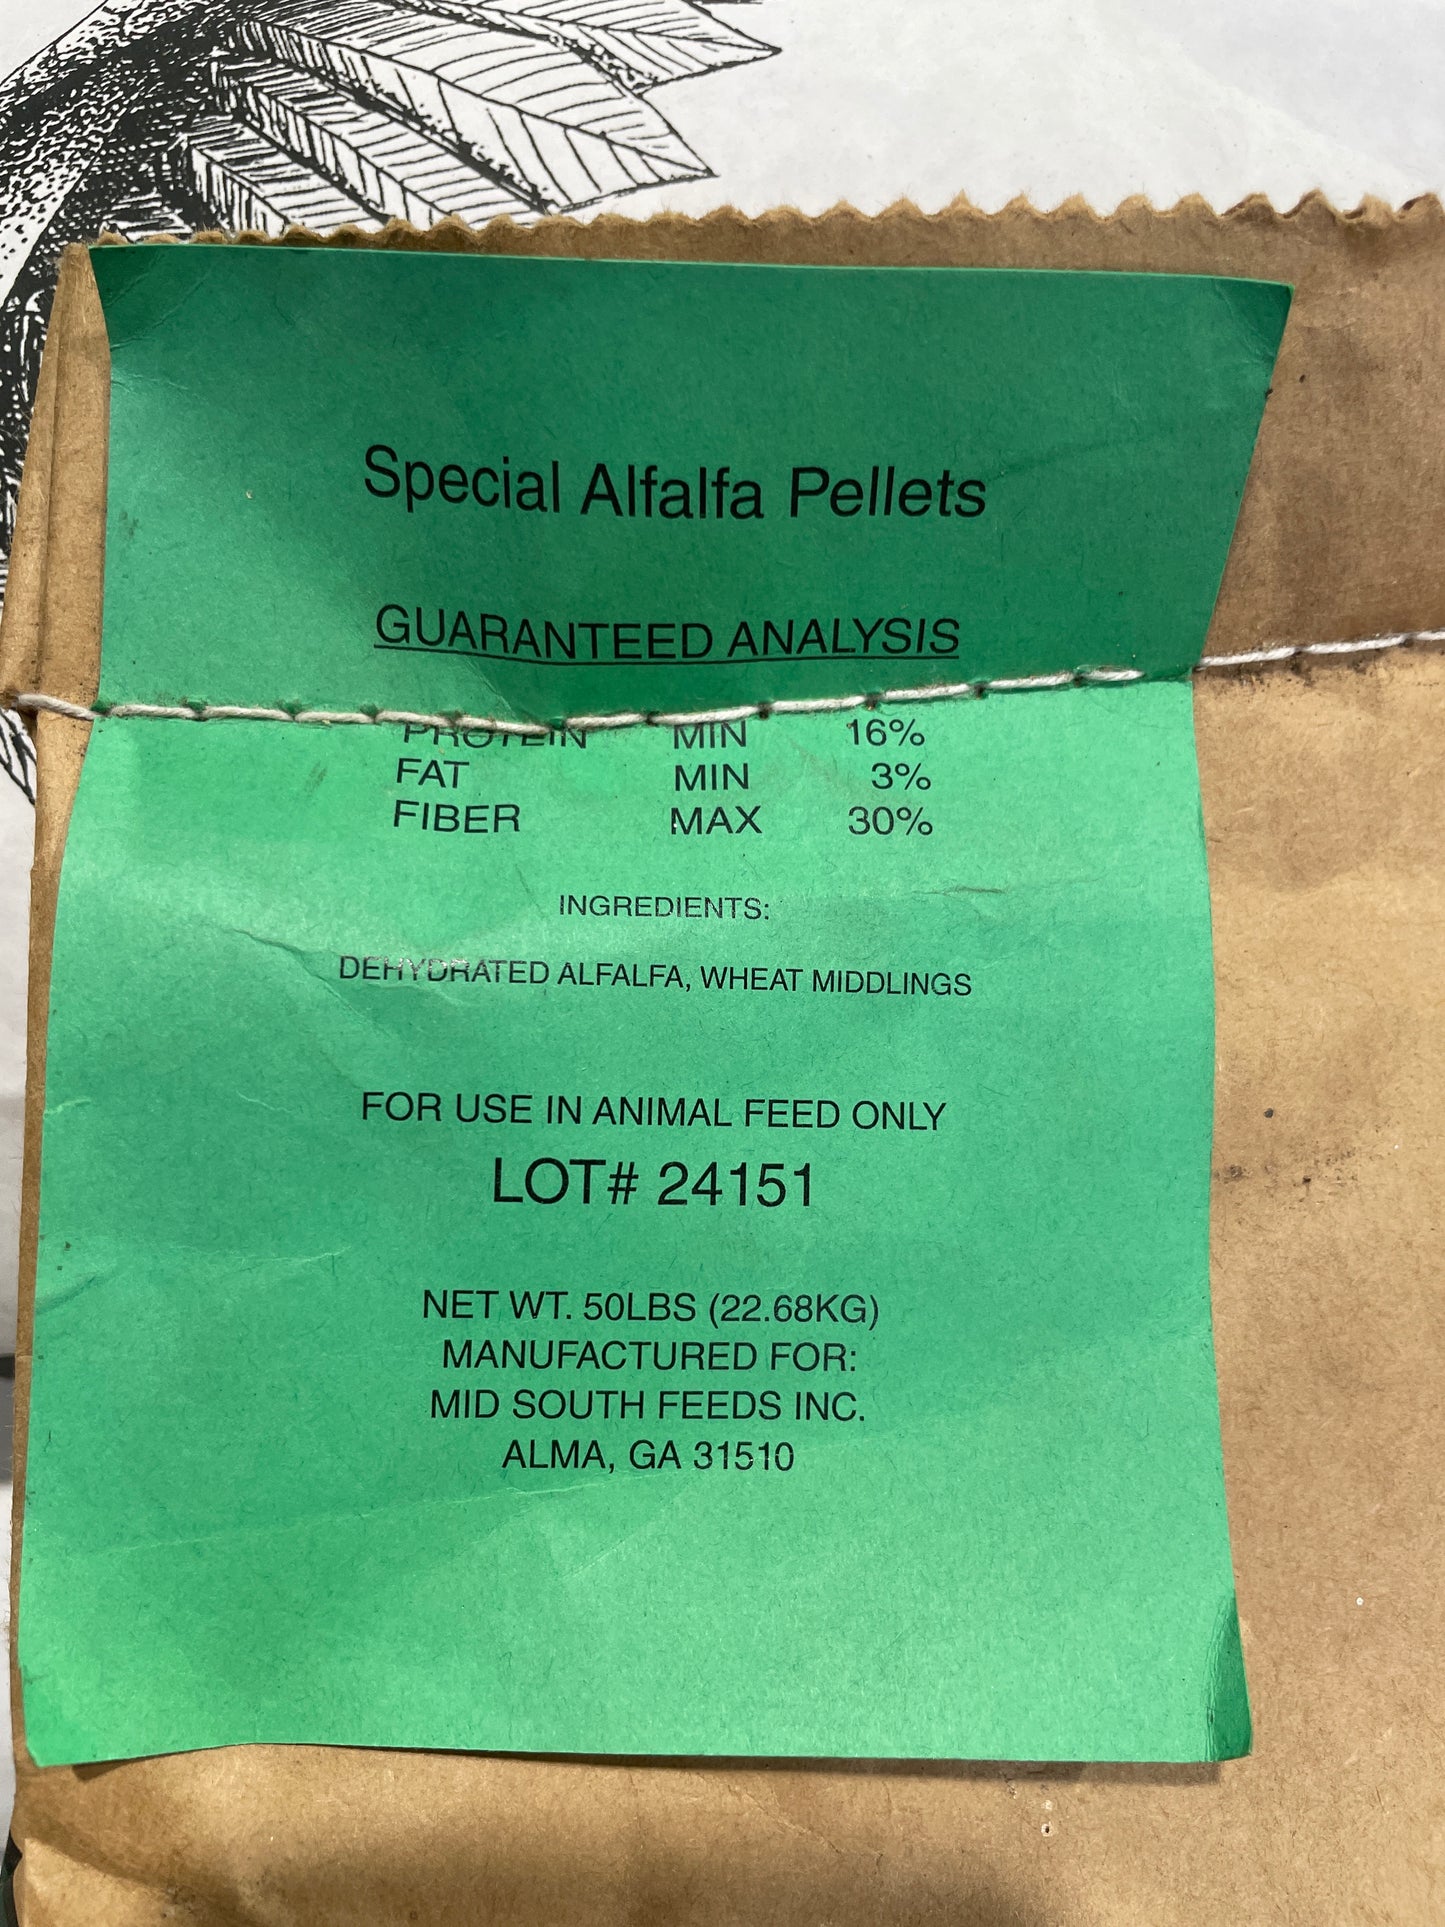 Special Alfalfa Pellets
GUARANTEED ANALYSIS
PROTEIN MIN 16%
FAT MIN 3%
FIBER MAX 30%
INGREDIENTS:
DEHYDRATED ALFALFA, WHEAT MIDDLINGS
FOR USE IN ANIMAL FEED ONLY
LOT# 24151
NET WT. 50LBS (22.68KG)
MANUFACTURED FOR:
MID SOUTH FEEDS INC.
ALMA, GA 31510